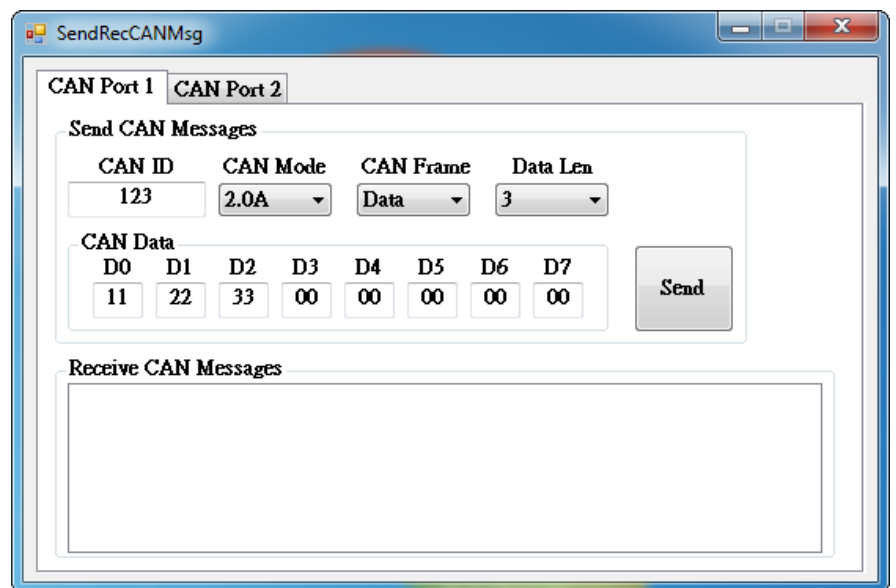 SendRecCANMsg
CAN Port 1 CAN Port 2
Send CAN Messages
CAN ID CAN Mode CAN Frame Data Len
123 2.0A Data 3
CAN Data
D0 D1 D2 D3 D4 D5 D6 D7
11 22 33 00 00 00 00 00
Send
Receive CAN Messages